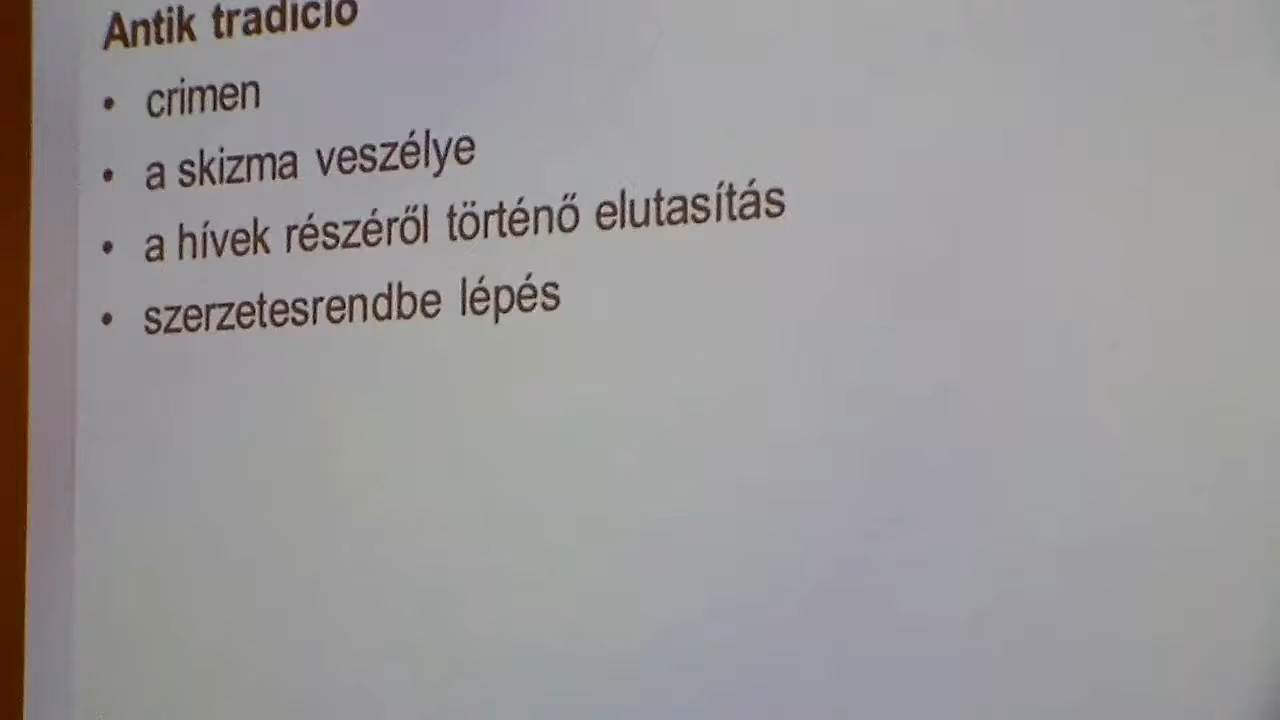 Antik tradíció
• crimen
• a skizma veszélye
• a hívek részéről történő elutasítás
• szerzetesrendbe lépés